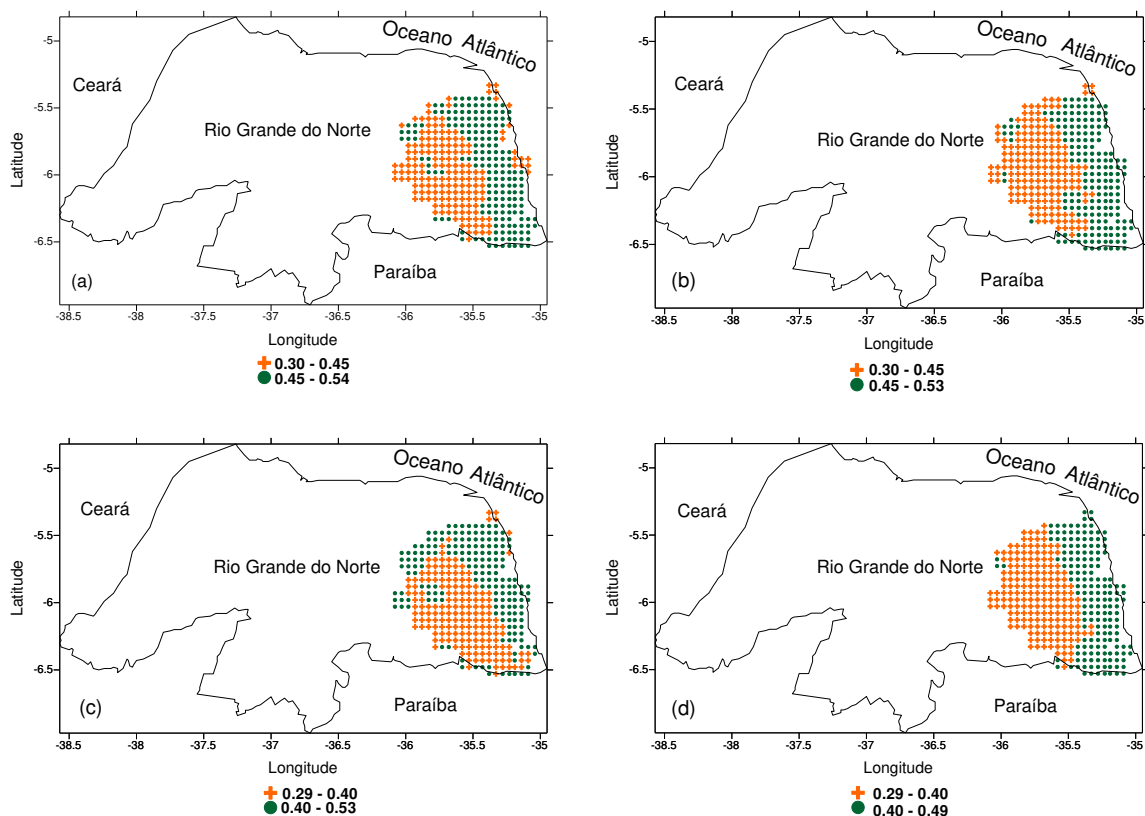 Oceano Atlântico
Ceará
Rio Grande do Norte
Paraíba
(a)
Latitude
-5
-5.5
-6
-6.5
-38.5 -38 -37.5 -37 -36.5 -36 -35.5 -35
Longitude
0.30 - 0.45
0.45 - 0.54
Oceano Atlântico
Ceará
Rio Grande do Norte
Paraíba
(b)
Latitude
-5
-5.5
-6
-6.5
-38.5 -38 -37.5 -37 -36.5 -36 -35.5 -35
Longitude
0.30 - 0.45
0.45 - 0.53
Oceano Atlântico
Ceará
Rio Grande do Norte
Paraíba
(c)
Latitude
-5
-5.5
-6
-6.5
-38.5 -38 -37.5 -37 -36.5 -36 -35.5 -35
Longitude
0.29 - 0.40
0.40 - 0.53
Oceano Atlântico
Ceará
Rio Grande do Norte
Paraíba
(d)
Latitude
-5
-5.5
-6
-6.5
-38.5 -38 -37.5 -37 -36.5 -36 -35.5 -35
Longitude
0.29 - 0.40
0.40 - 0.49